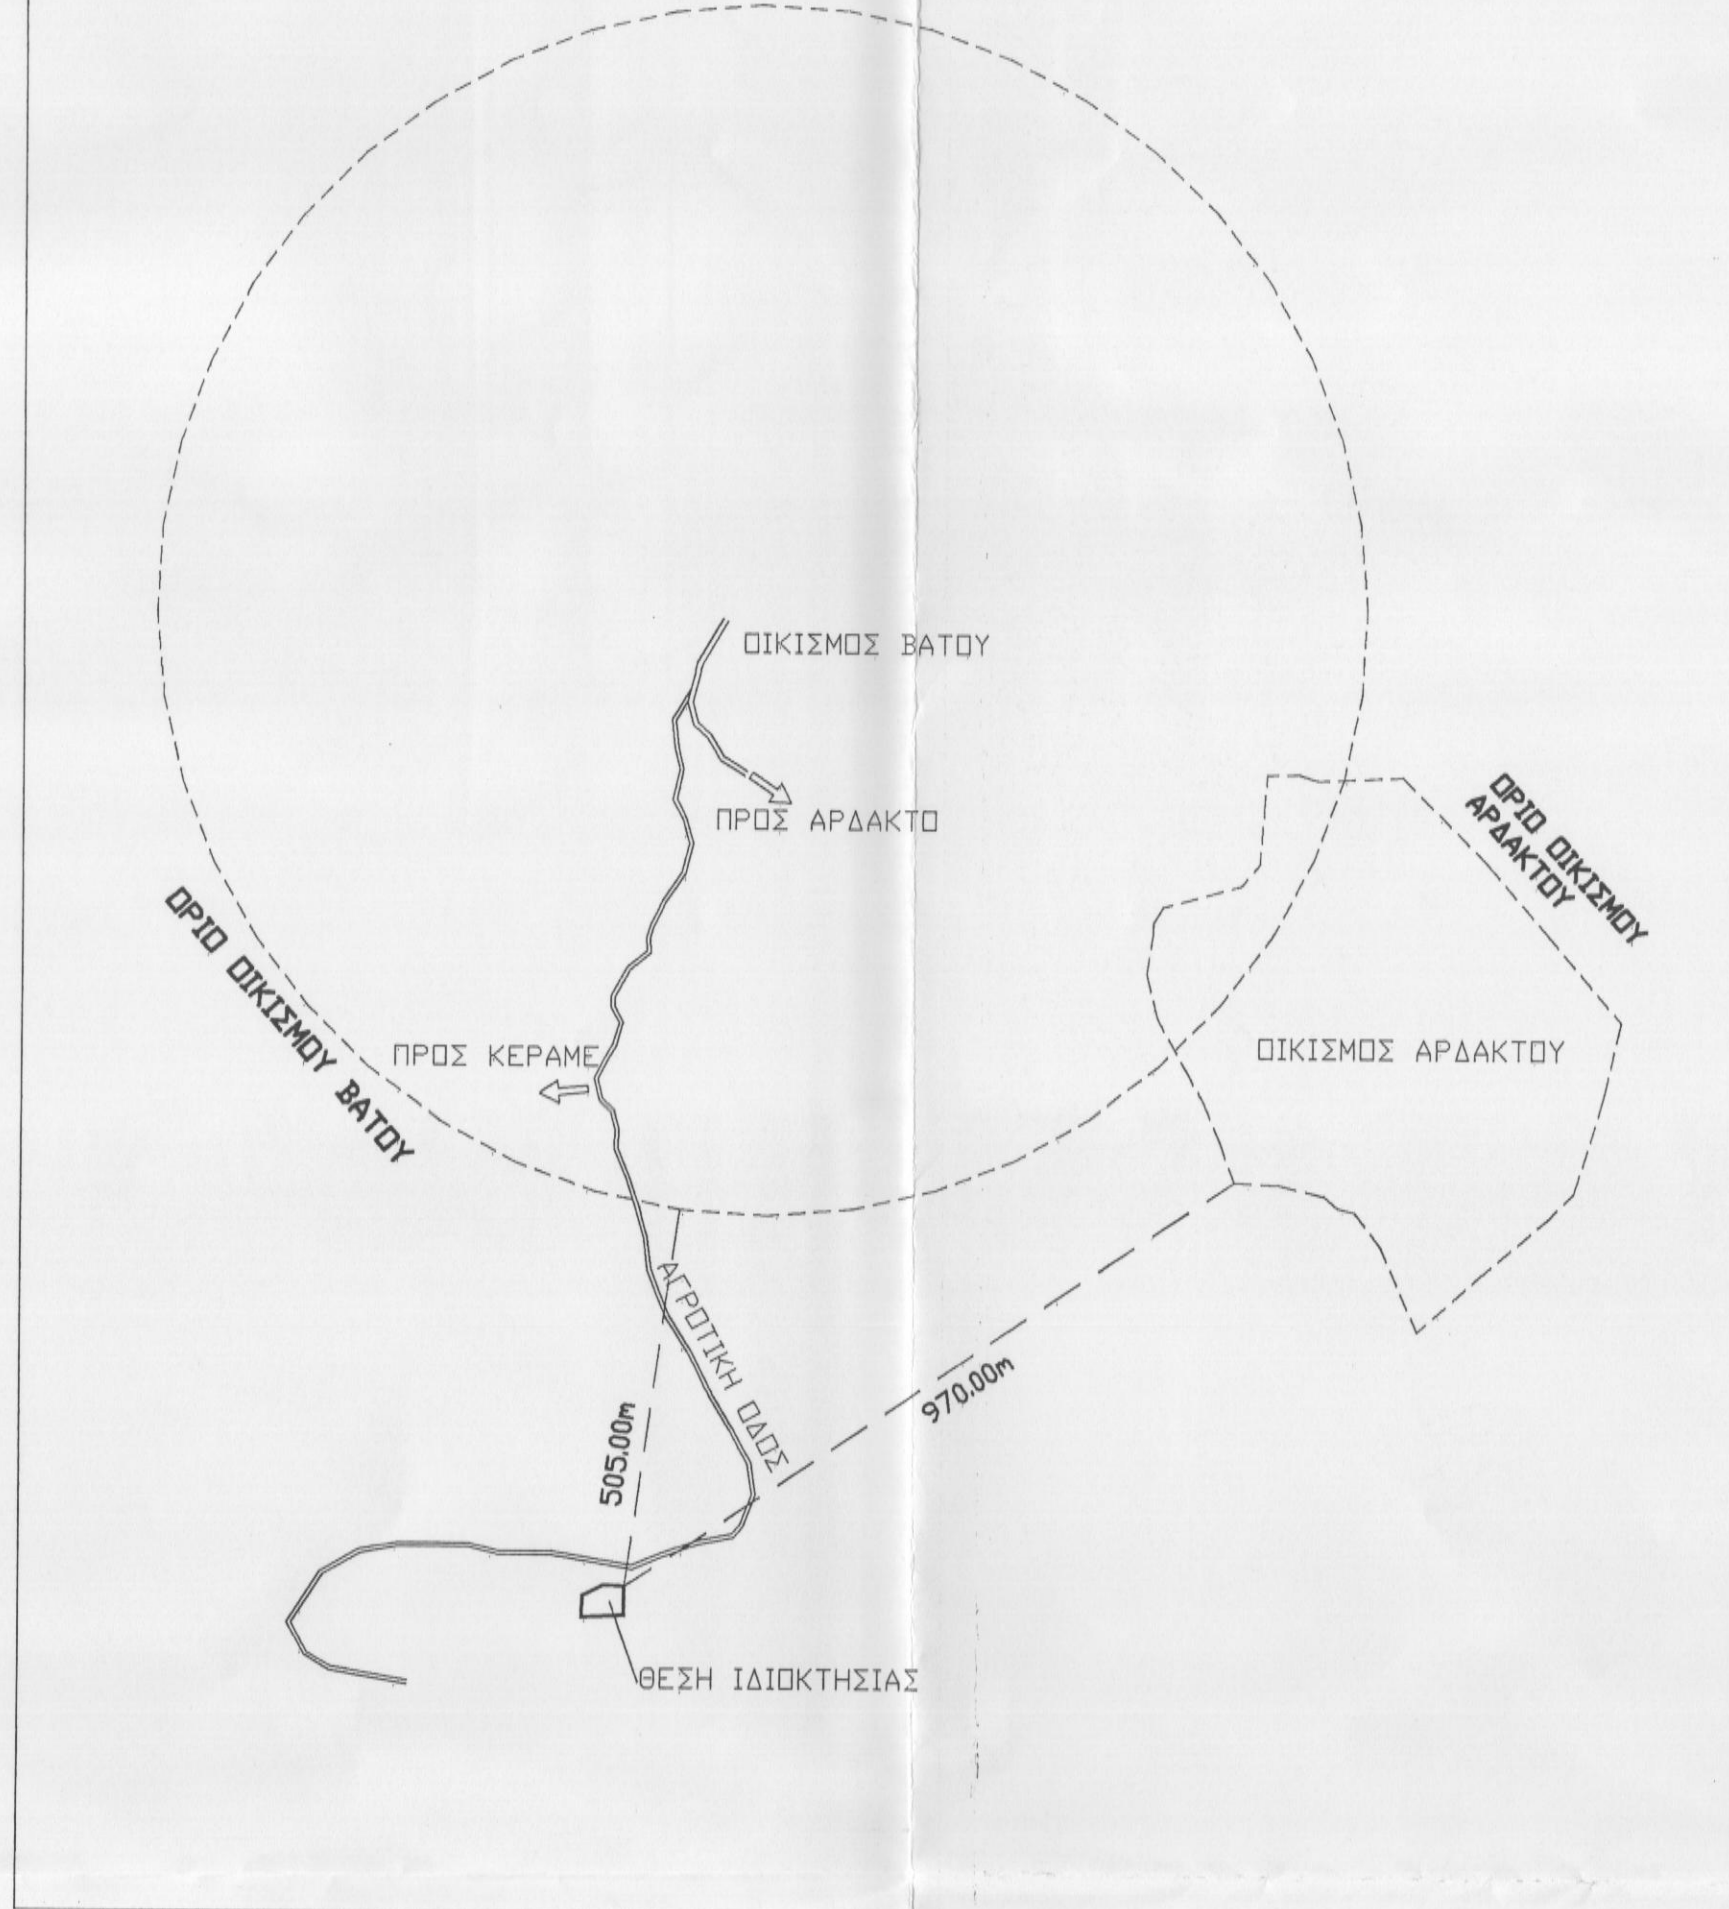 ΟΙΚΙΣΜΟΣ ΒΑΤΟΥ
ΠΡΟΣ ΑΡΔΑΚΤΟ
ΟΡΙΟ ΟΙΚΙΣΜΟΥ
ΑΡΔΑΚΤΟΥ
ΟΡΙΟ ΟΙΚΙΣΜΟΥ ΒΑΤΟΥ
ΠΡΟΣ ΚΕΡΑΜΕ
ΟΙΚΙΣΜΟΣ ΑΡΔΑΚΤΟΥ
ΑΓΡΟΤΙΚΗ ΟΔΟΣ
970.00m
505.00m
ΘΕΣΗ ΙΔΙΟΚΤΗΣΙΑΣ